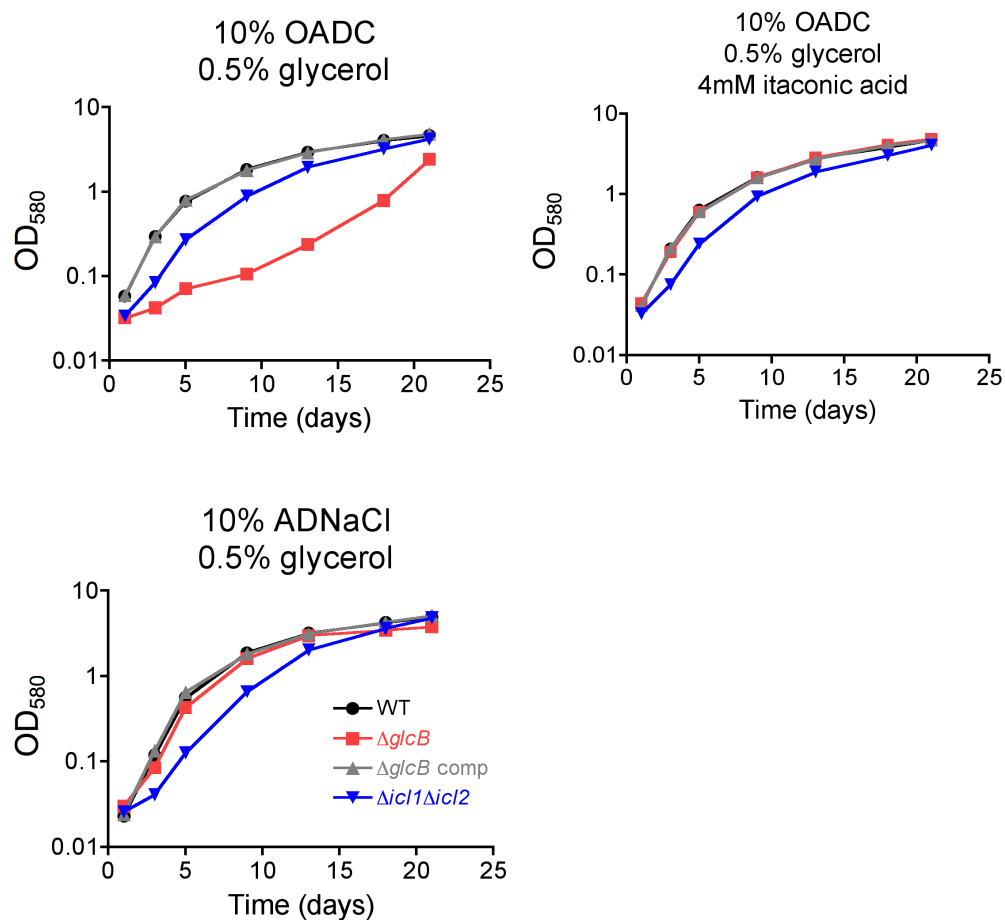 10% OADC
0.5% glycerol
OD580
10
1
0.1
0.01
0 5 10 15 20 25
Time (days)
10% OADC
0.5% glycerol
4mM itaconic acid
OD580
10
1
0.1
0.01
0 5 10 15 20 25
Time (days)
10% ADNaCl
0.5% glycerol
OD580
10
1
0.1
0.01
WT
ΔglcB
ΔglcB comp
Δicl1Δicl2
0 5 10 15 20 25
Time (days)